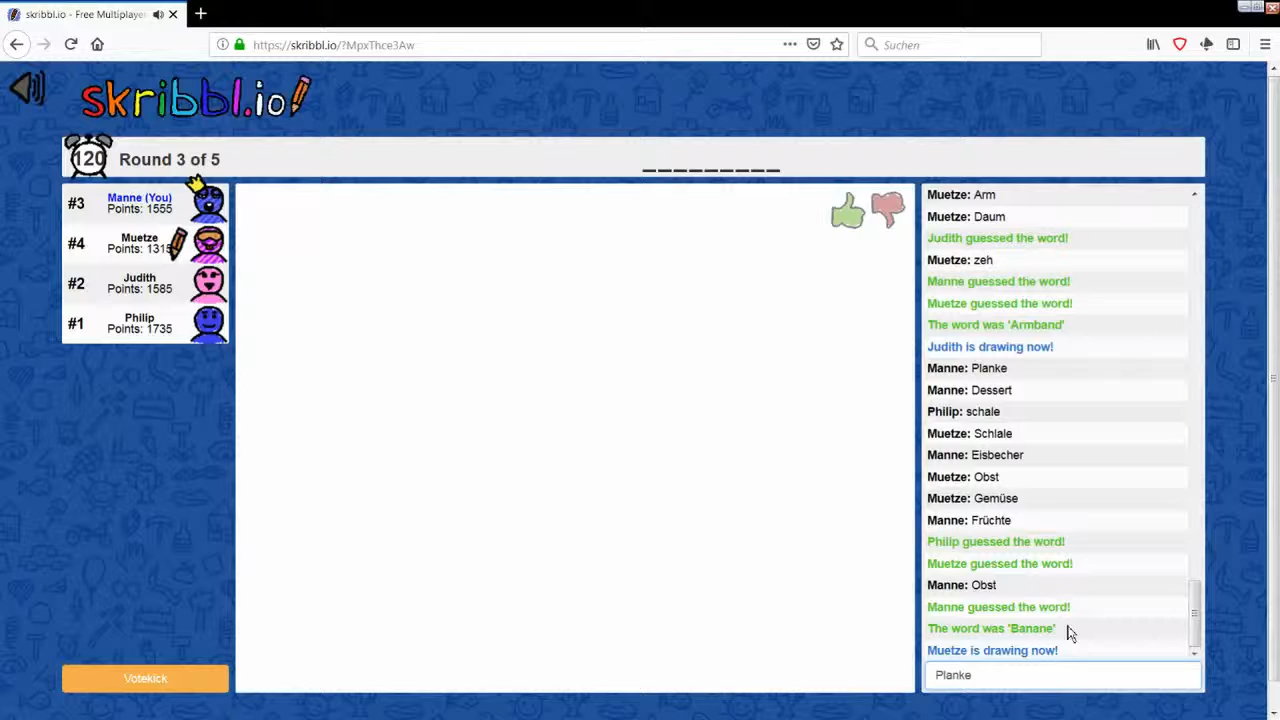 skribbl.io - Free Multiplayer
https://skribbl.io/?MpxThce3Aw
Suchen
skribbl.io
120
Round 3 of 5
_________
#3
Manne (You)
Points: 1555
#4
Muetze
Points: 1315
#2
Judith
Points: 1585
#1
Philip
Points: 1735
Votekick
Muetze: Arm
Muetze: Daum
Judith guessed the word!
Muetze: zeh
Manne guessed the word!
Muetze guessed the word!
The word was 'Armband'
Judith is drawing now!
Manne: Planke
Manne: Dessert
Philip: schale
Muetze: Schlale
Manne: Eisbecher
Muetze: Obst
Muetze: Gemüse
Manne: Früchte
Philip guessed the word!
Muetze guessed the word!
Manne: Obst
Manne guessed the word!
The word was 'Banane'
Muetze is drawing now!
Planke